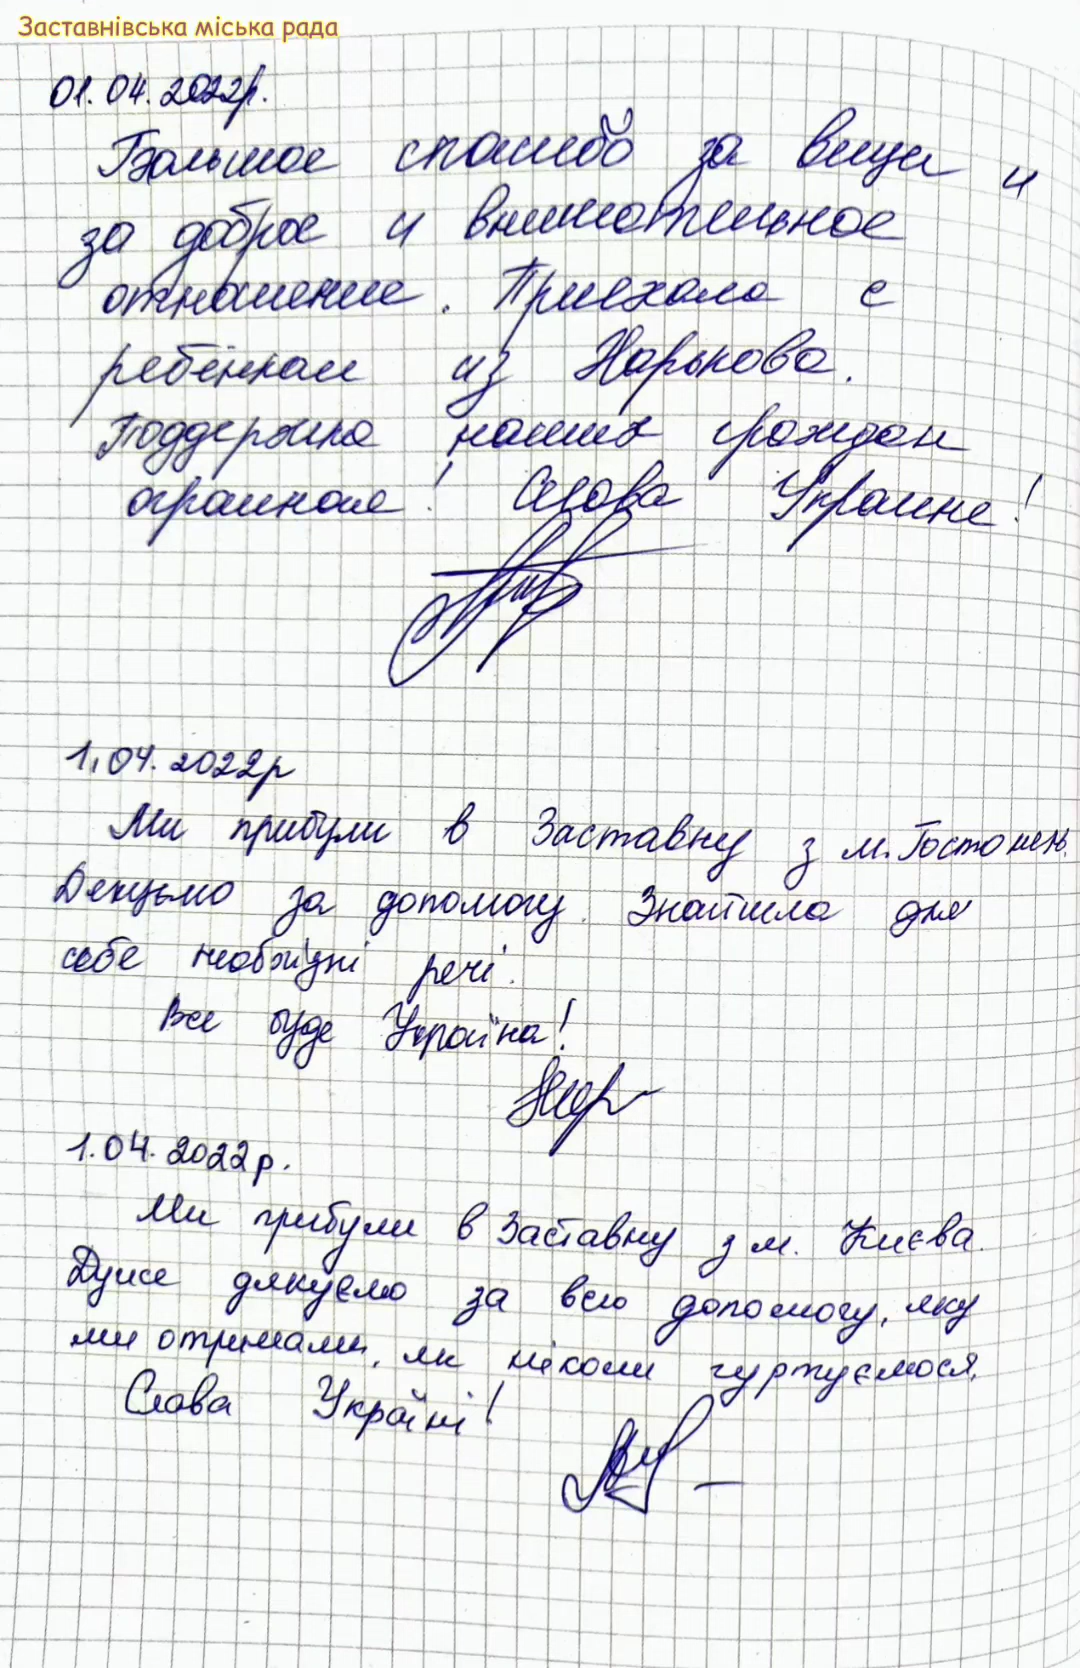 Заставнівська міська рада
01.04.2022р.
Большое спасибо за вещи и
за доброе и внимательное
отношение. Приехала с
ребёнком из Харькова.
Поддержка наших граждан
огромная! Слава Украине!
1.04.2022р
Ми прибули в Заставну з м.
Дякуємо за допомогу. Знайшла для
себе необхідні речі.
Все буде Україна!
1.04.2022р.
Ми прибули в Заставну з м. Києва.
Дуже дякуємо за всю допомогу, яку
ми отримали, як ніколи гуртуємося.
Слава Україні!